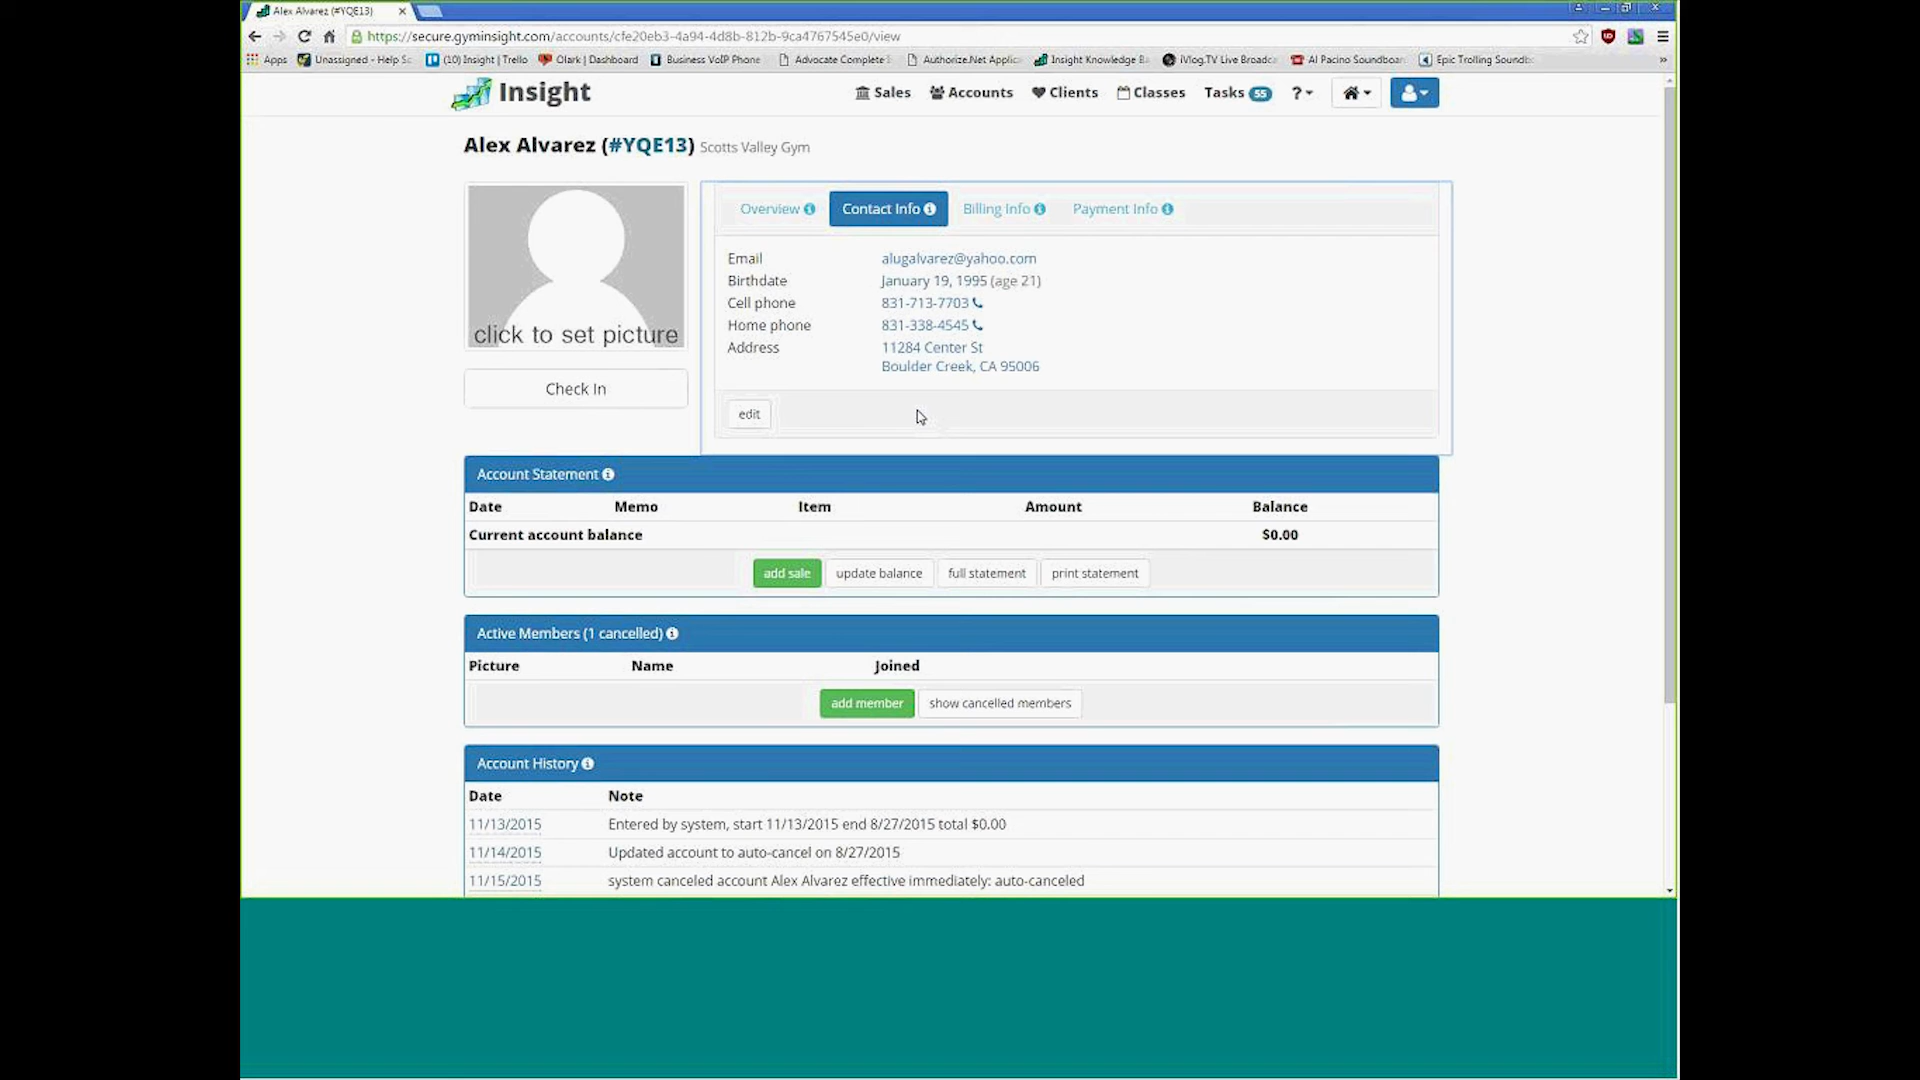 Alex Alvarez (#YQE13)
https://secure.gyminsight.com/accounts/cfe20eb3-4a94-4d8b-812b-9ca4767545e0/view
Apps Unassigned - Help Sc (10) Insight | Trello Olark | Dashboard Business VoIP Phone Advocate Complete Authorize.Net Applic Insight Knowledge B iVlog.TV Live Broadca Al Pacino Soundboar Epic Trolling Soundb »
Insight Sales Accounts Clients Classes Tasks 55 ?
Alex Alvarez (#YQE13) Scotts Valley Gym
click to set picture
Check In
Overview Contact Info Billing Info Payment Info
Email alugalvarez@yahoo.com
Birthdate January 19, 1995 (age 21)
Cell phone 831-713-7703
Home phone 831-338-4545
Address 11284 Center St
Boulder Creek, CA 95006
edit
Account Statement
Date Memo Item Amount Balance
Current account balance $0.00
add sale update balance full statement print statement
Active Members (1 cancelled)
Picture Name Joined
add member show cancelled members
Account History
Date Note
11/13/2015 Entered by system, start 11/13/2015 end 8/27/2015 total $0.00
11/14/2015 Updated account to auto-cancel on 8/27/2015
11/15/2015 system canceled account Alex Alvarez effective immediately: auto-canceled